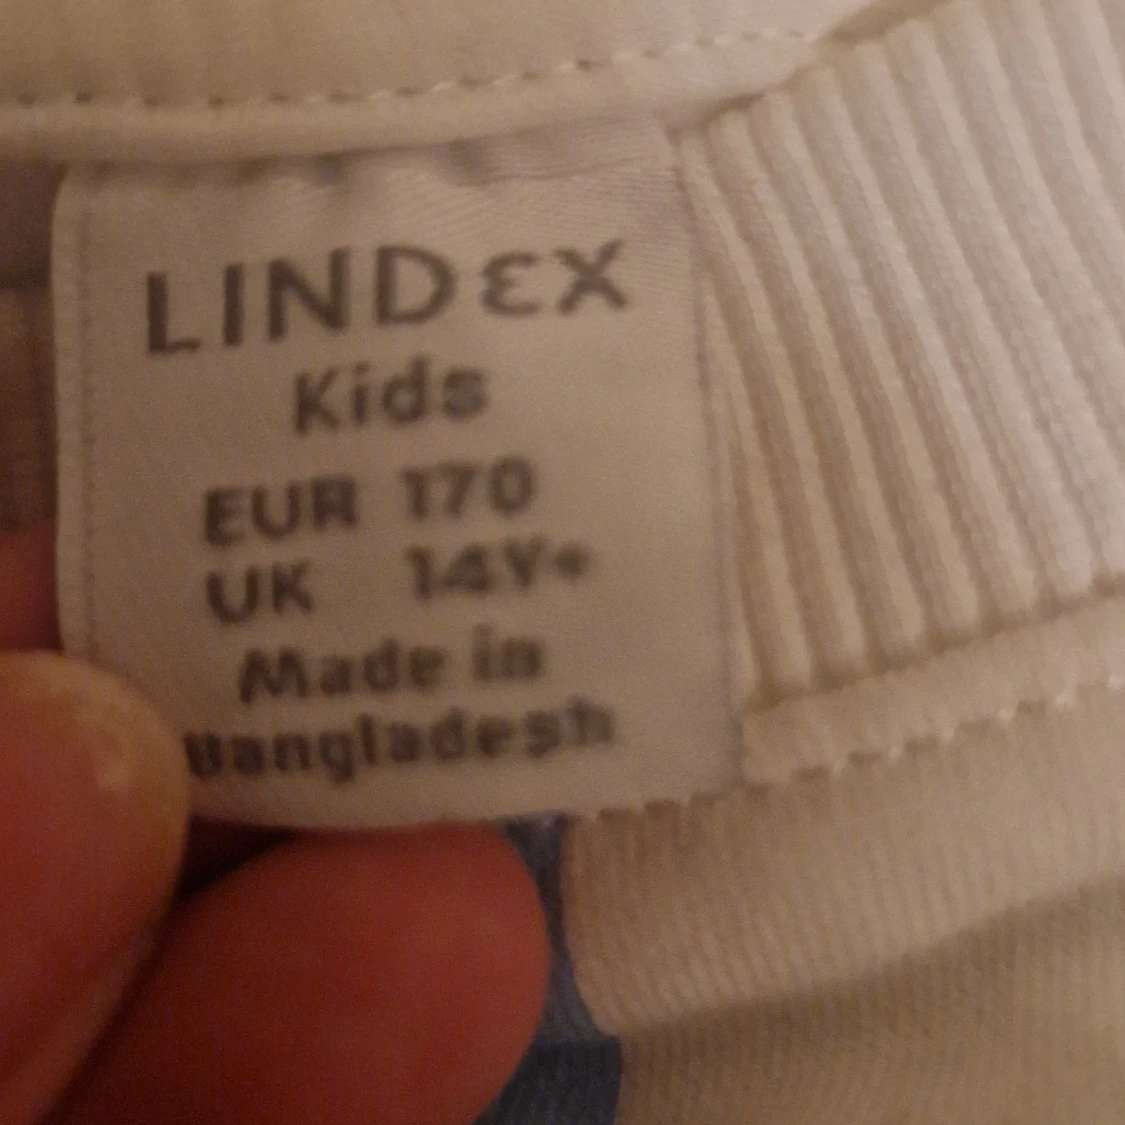 LINDEX
Kids
EUR 170
UK 14Y+
Made in
Bangladesh